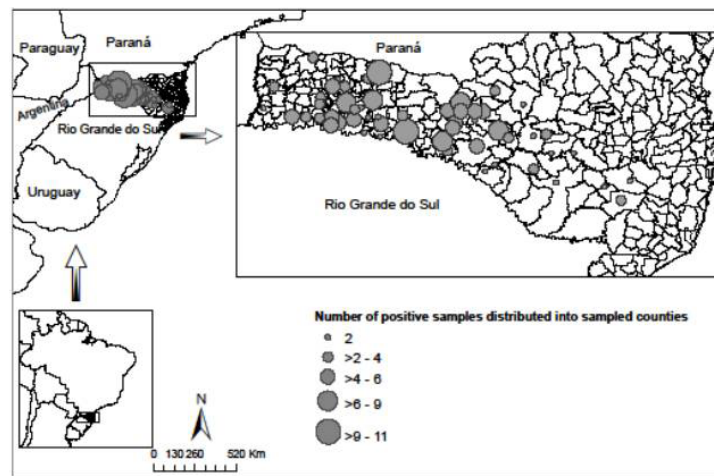 Paraguay
Paraná
Argentina
Rio Grande do Sul
Uruguay
Paraná
Rio Grande do Sul
Number of positive samples distributed into sampled counties
2
>2 - 4
>4 - 6
>6 - 9
>9 - 11
N
0 130 260 520 Km